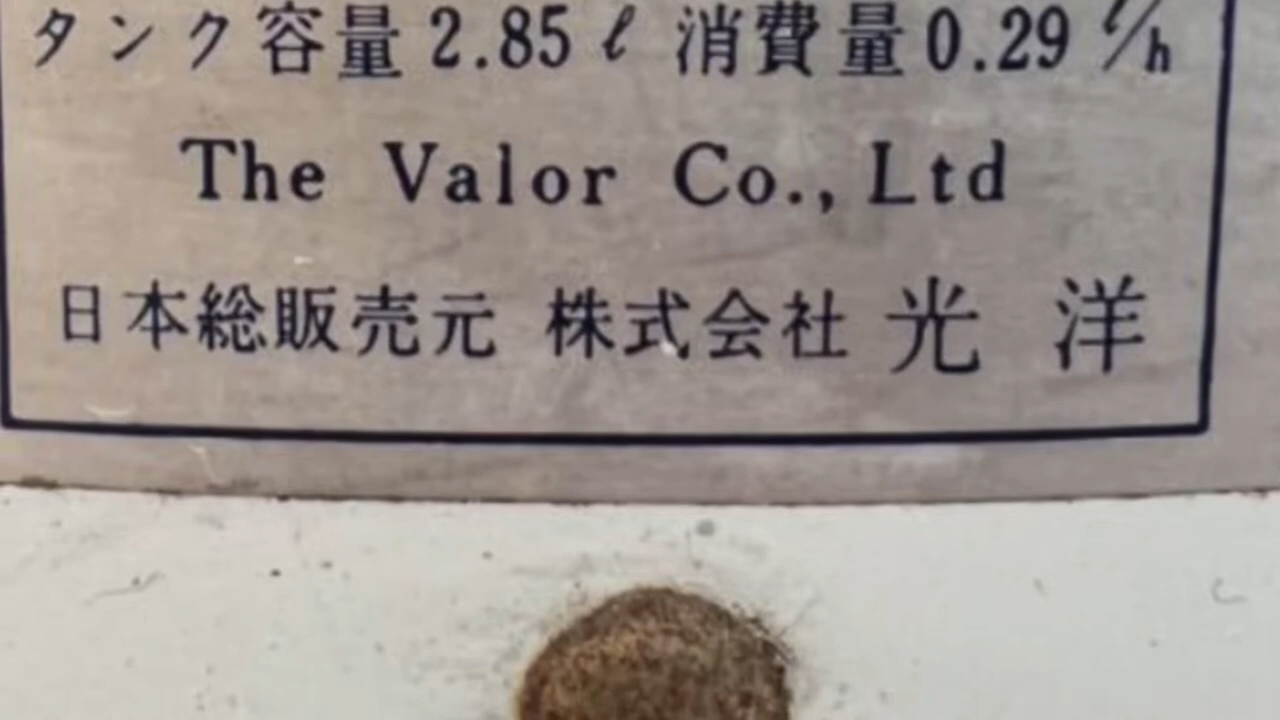 タンク容量2.85ℓ 消費量0.29 ℓ/h
The Valor Co., Ltd
日本総販売元 株式会社 光 洋